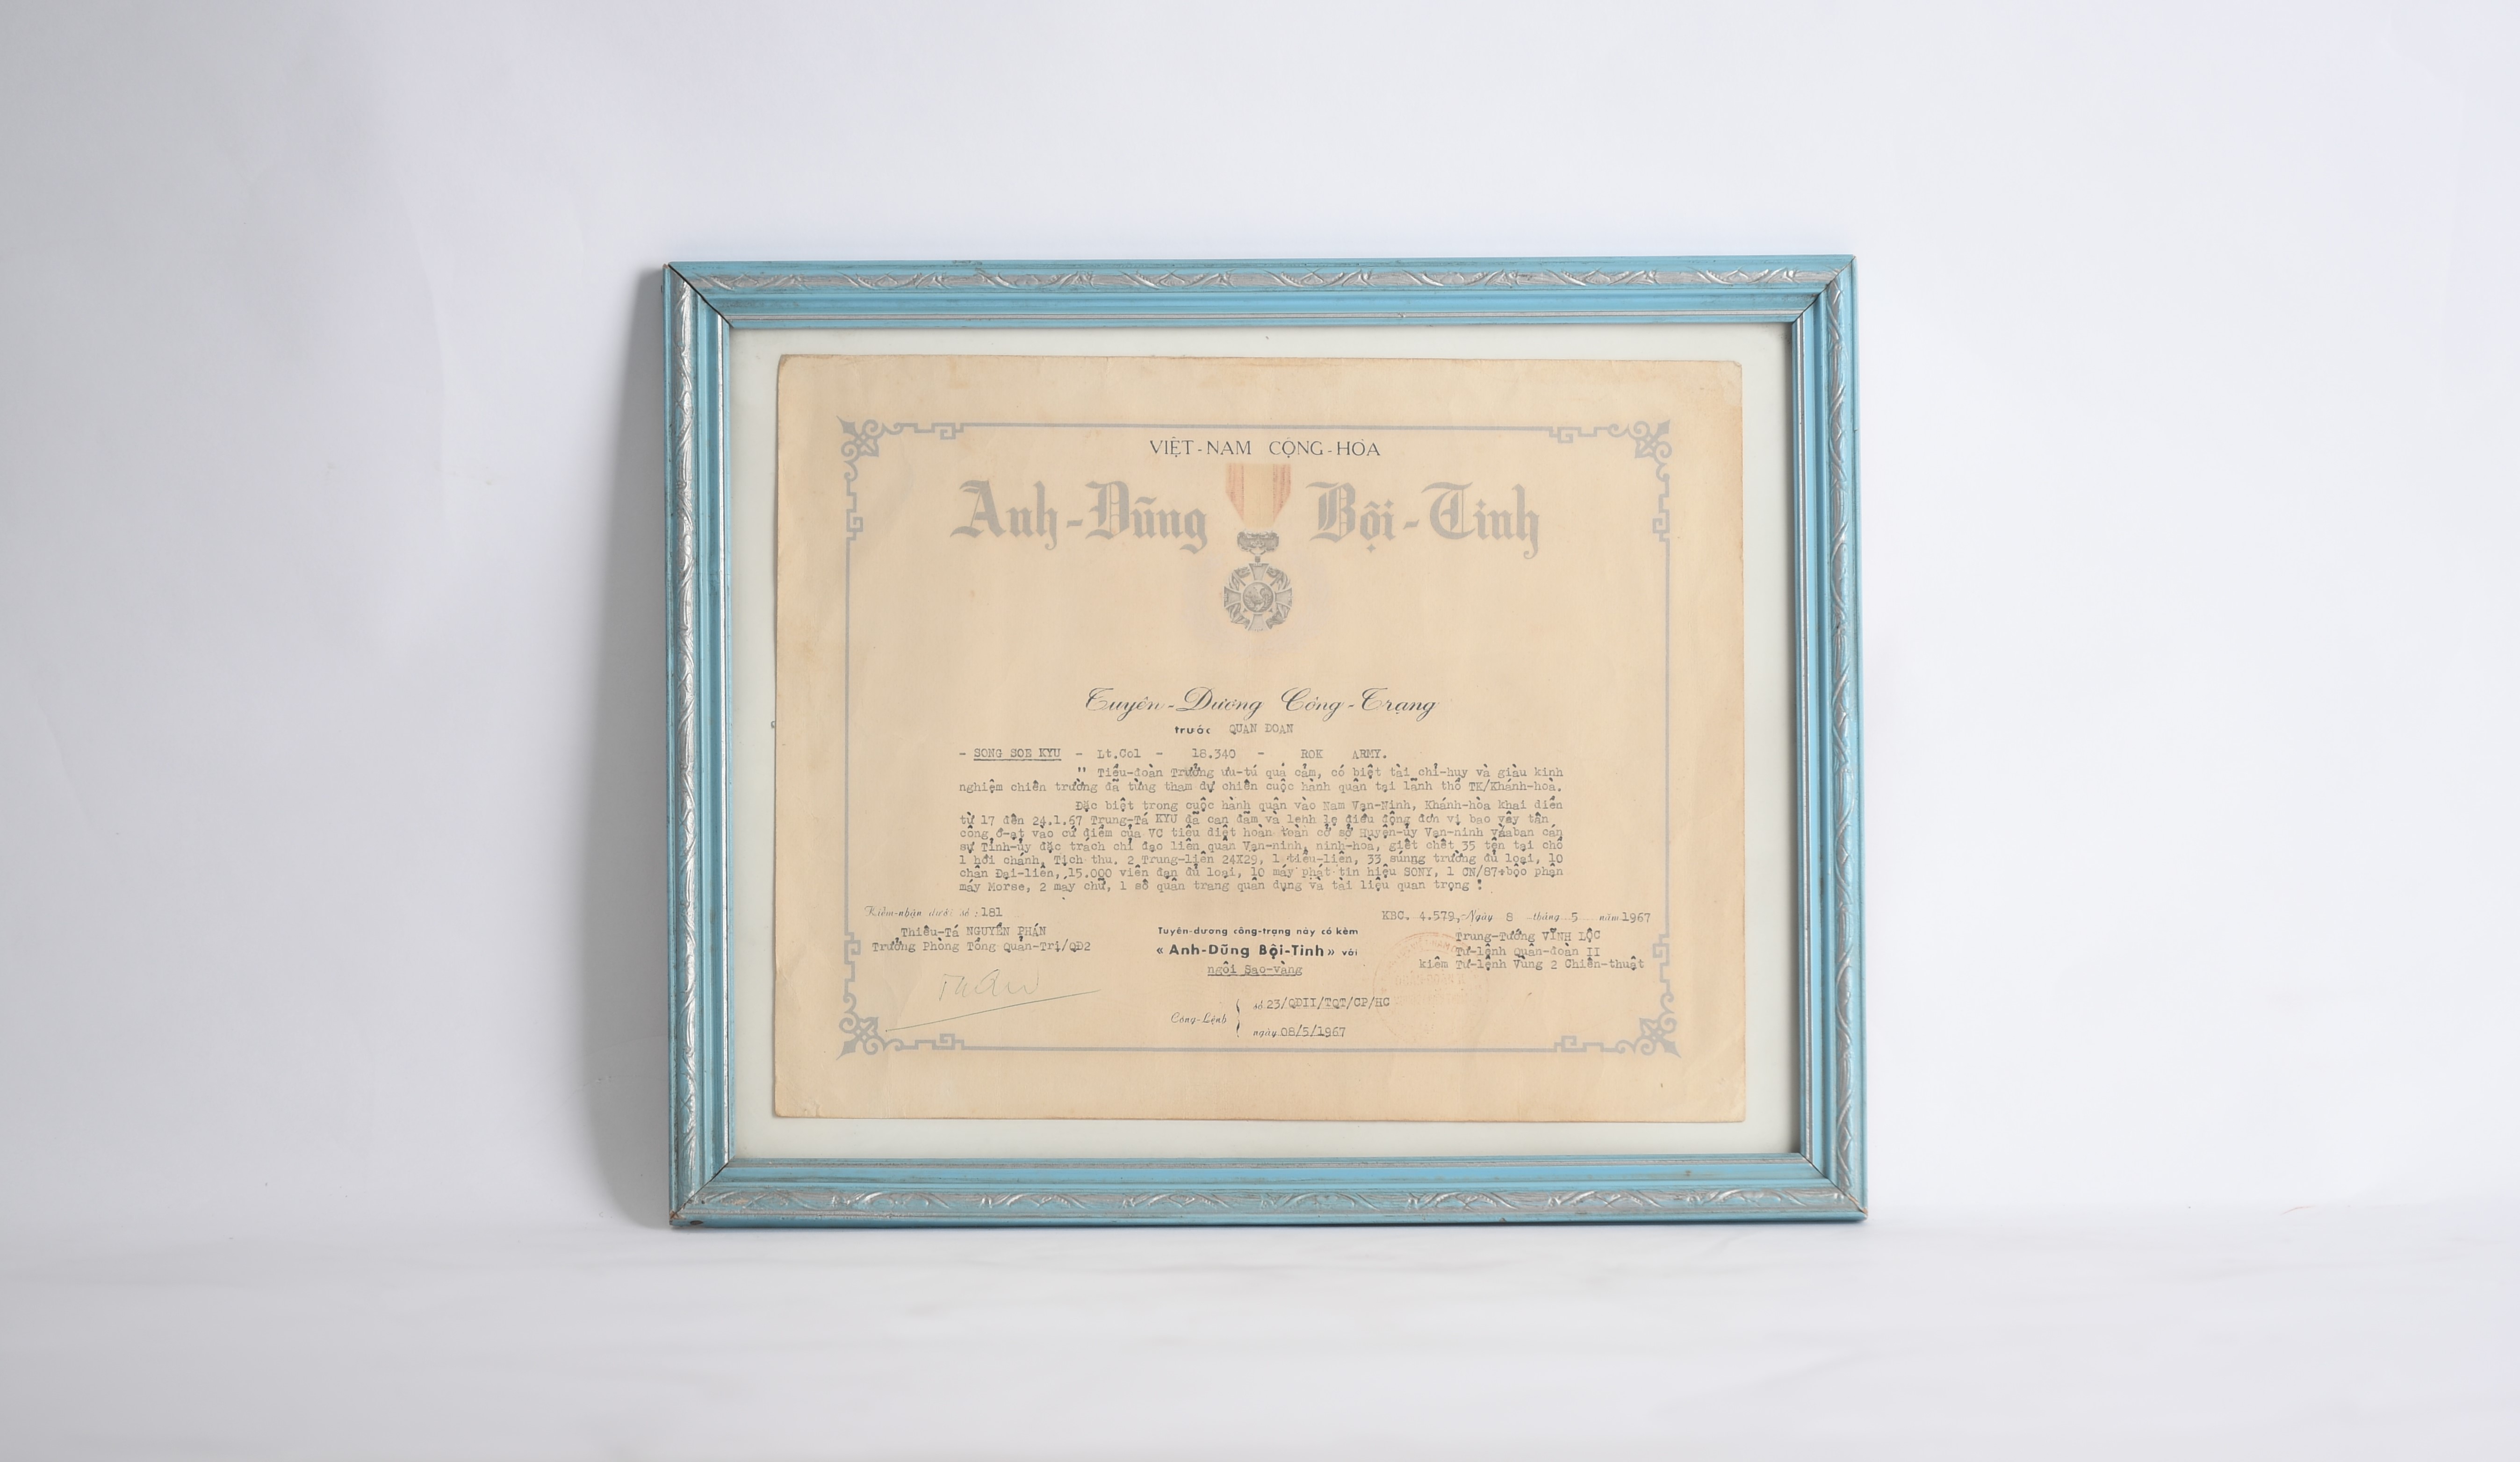 VIỆT-NAM CỘNG-HÒA
Anh-Dũng Bội-Tinh
Tuyên-Dương Công-Trạng
trước QUAN DOAN
- SONG SOE KYU - Lt.Col - 18.340 - ROK ARMY.
" Tiểu-đoàn Trưởng ưu-tú quả cảm, có biệt tài chỉ-huy và giàu kinh
nghiệm chiến trường đã từng tham dự chiến cuộc hành quân tại lãnh thổ TK/Khánh-hòa.
Đặc biệt trong cuộc hành quân vào Nam Vạn-Ninh, Khánh-hòa khai diễn
từ 17 đến 24.1.67 Trung-Tá KYU đã can đảm và lẹnh lẹ điều động đơn vị bao vây tấn
công ồ-ạt vào cứ điểm của VC tiêu diệt hoàn toàn cơ sở Huyện-ủy Vạn-ninh vàaban cán
sự Tỉnh-ủy đặc trách chỉ đạo liên quân Vạn-ninh, ninh-hoà, giết chết 35 tên tại chỗ
1 hồi chánh, Tịch thu. 2 Trung-liên 24X29, 1 tiểu-liên, 33 súnng trường đủ loại, 10
chân Đại-liên, 15.000 viên đạn đủ loại, 10 máy phát tín hiệu SONY, 1 CN/87+bộo phận
máy Morse, 2 may chữ, 1 số quân trang quân dụng và tài liệu quan trọng !
Kiểm-nhận dưới số : 181
Thiếu-Tá NGUYỄN PHÁN
Trưởng Phòng Tổng Quản-Trị/QĐ2
Tuyên-dương công-trạng này có kèm
« Anh-Dũng Bội-Tinh » với
ngôi Sao-vàng
Công-Lệnh
số 23/QĐII/TQT/CP/HC
ngày 08/5/1967
KBC. 4.579, Ngày 8 tháng 5 năm 1967
Trung-Tướng VĨNH LỘC
Tư-lệnh Quân-đoàn II
kiêm Tư-lệnh Vùng 2 Chiến-thuật